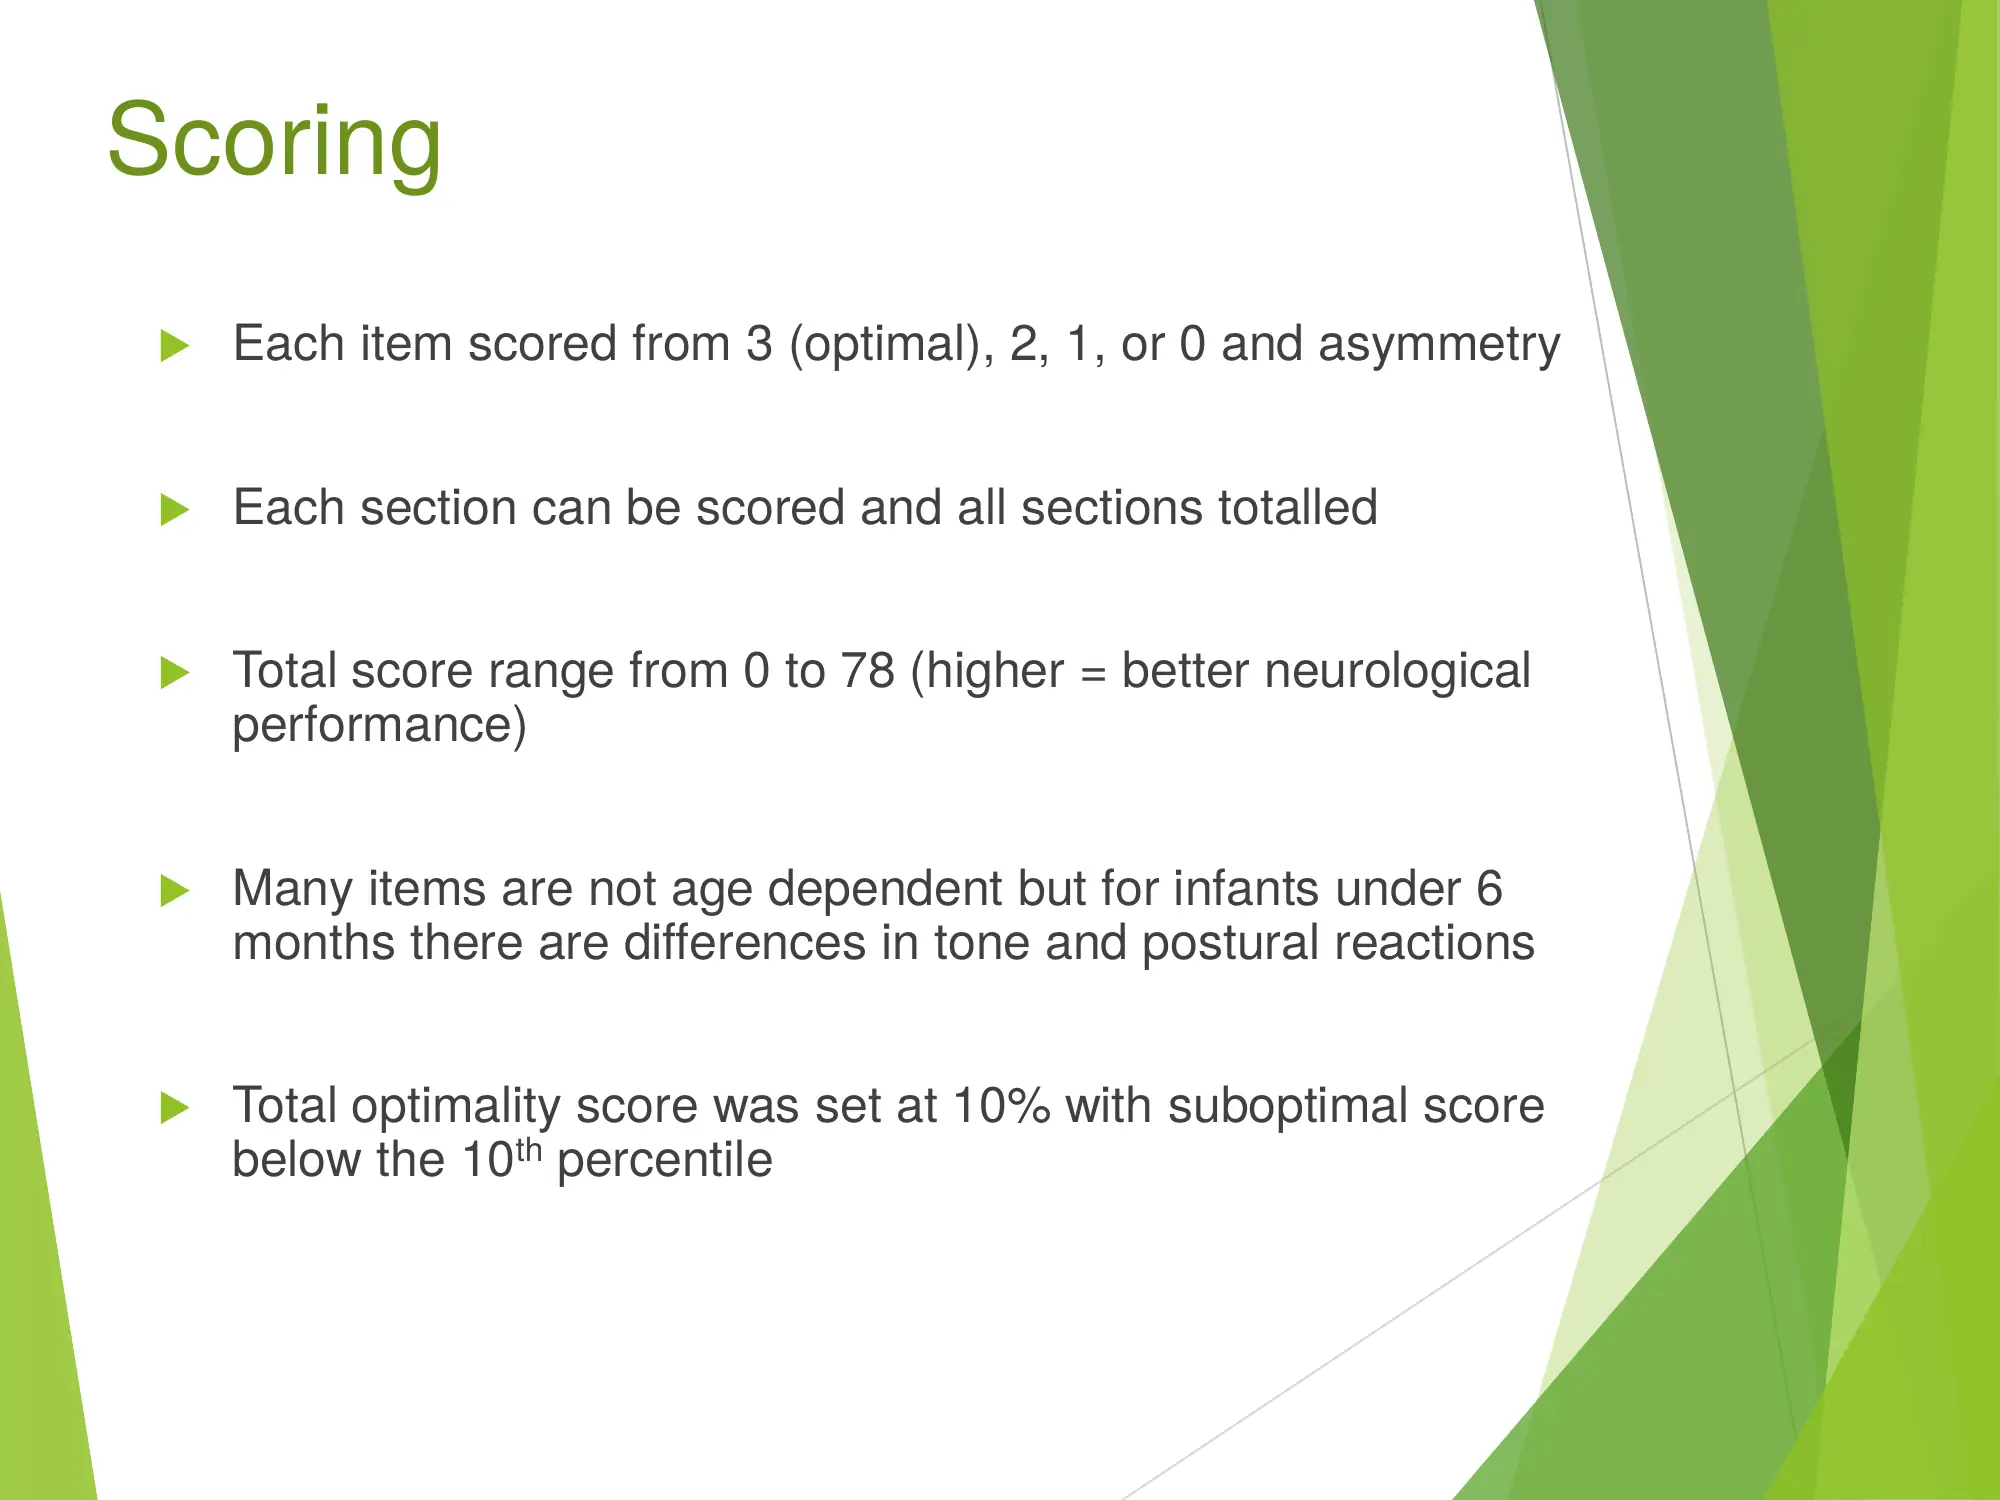 Scoring
Each item scored from 3 (optimal), 2, 1, or 0 and asymmetry
Each section can be scored and all sections totalled
Total score range from 0 to 78 (higher = better neurological
performance)
Many items are not age dependent but for infants under 6
months there are differences in tone and postural reactions
Total optimality score was set at 10% with suboptimal score
below the 10th percentile